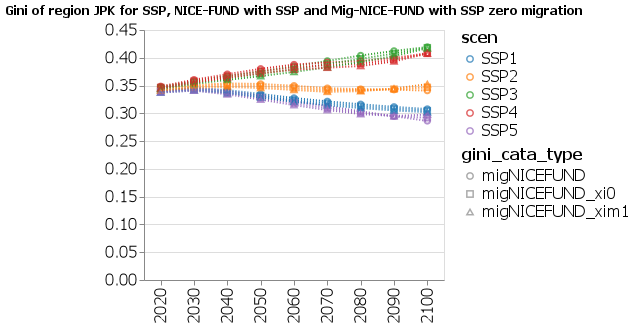 Gini of region JPK for SSP, NICE-FUND with SSP and Mig-NICE-FUND with SSP zero migration
0.45
0.40
0.35
0.30
0.25
0.20
0.15
0.10
0.05
0.00
2020
2030
2040
2050
2060
2070
2080
2090
2100
scen
SSP1
SSP2
SSP3
SSP4
SSP5
gini_cata_type
migNICEFUND
migNICEFUND_xi0
migNICEFUND_xim1